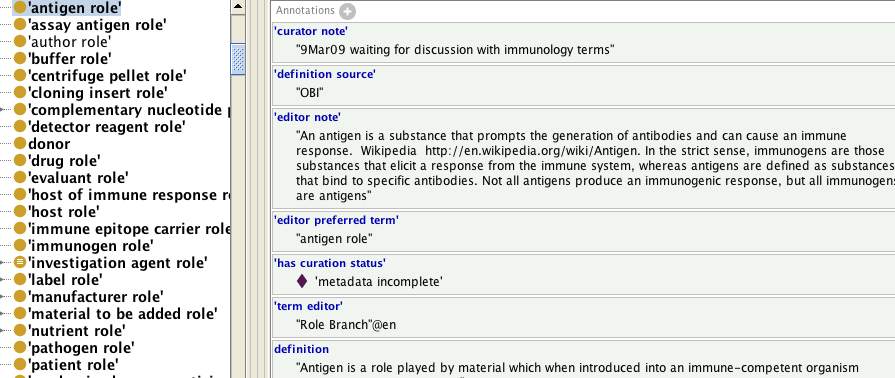 'antigen role'
'assay antigen role'
'author role'
'buffer role'
'centrifuge pellet role'
'cloning insert role'
'complementary nucleotide
'detector reagent role'
donor
'drug role'
'evaluant role'
'host of immune response
'host role'
'immune epitope carrier role
'immunogen role'
'investigation agent role'
'label role'
'manufacturer role'
'material to be added role'
'nutrient role'
'pathogen role'
'patient role'
Annotations
'curator note'
"9Mar09 waiting for discussion with immunology terms"
'definition source'
"OBI"
'editor note'
"An antigen is a substance that prompts the generation of antibodies and can cause an immune
response.  Wikipedia  http://en.wikipedia.org/wiki/Antigen. In the strict sense, immunogens are those
substances that elicit a response from the immune system, whereas antigens are defined as substances
that bind to specific antibodies. Not all antigens produce an immunogenic response, but all immunogens
are antigens"
'editor preferred term'
"antigen role"
'has curation status'
'metadata incomplete'
'term editor'
"Role Branch"@en
definition
"Antigen is a role played by material which when introduced into an immune-competent organism